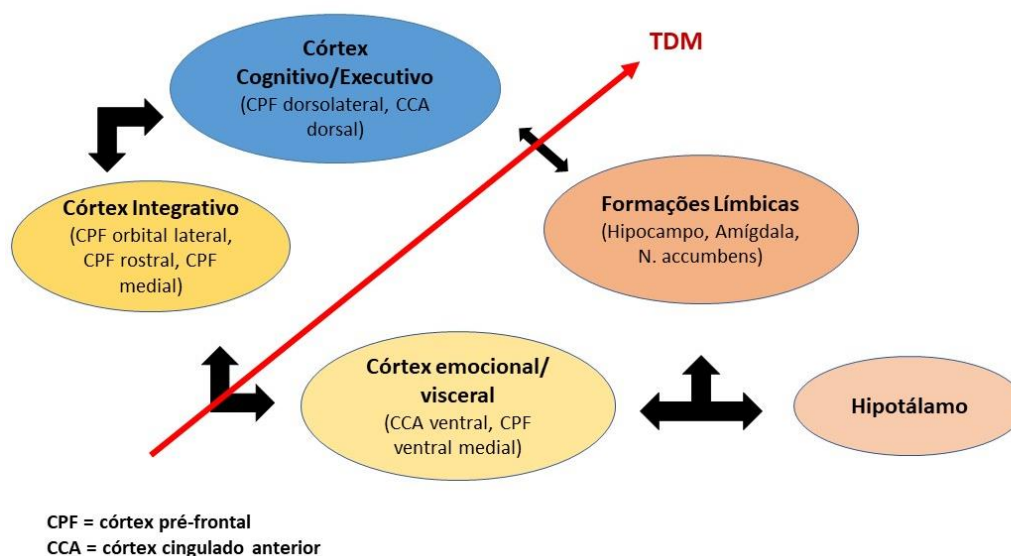 Córtex
Cognitivo/Executivo
(CPF dorsolateral, CCA
dorsal)
TDM
Córtex Integrativo
(CPF orbital lateral,
CPF rostral, CPF
medial)
Formações Límbicas
(Hipocampo, Amígdala,
N. accumbens)
Córtex emocional/
visceral
(CCA ventral, CPF
ventral medial)
Hipotálamo
CPF = córtex pré-frontal
CCA = córtex cingulado anterior